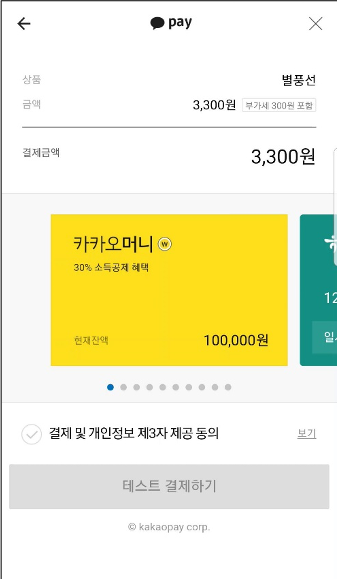 pay
상품 별풍선
금액 3,300원 부가세 300원 포함
결제금액 3,300원
카카오머니 W
30% 소득공제 혜택
현재잔액 100,000원
12
일시
결제 및 개인정보 제3자 제공 동의 보기
테스트 결제하기
© kakaopay corp.